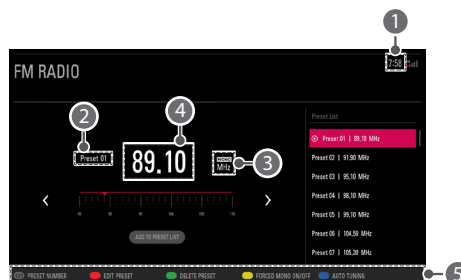 1
7:58
FM RADIO
2
4
3
Preset 01
89.10
MONO
MHz
Preset List
Preset 01 | 89,10 MHz
Preset 02 | 91,90 MHz
Preset 03 | 95,10 MHz
Preset 04 | 98,10 MHz
Preset 05 | 99,90 MHz
Preset 06 | 104,50 MHz
Preset 07 | 105,30 MHz
ADD TO PRESET LIST
PRESET NUMBER EDIT PRESET DELETE PRESET FORCED MONO ON/OFF AUTO TUNING
5